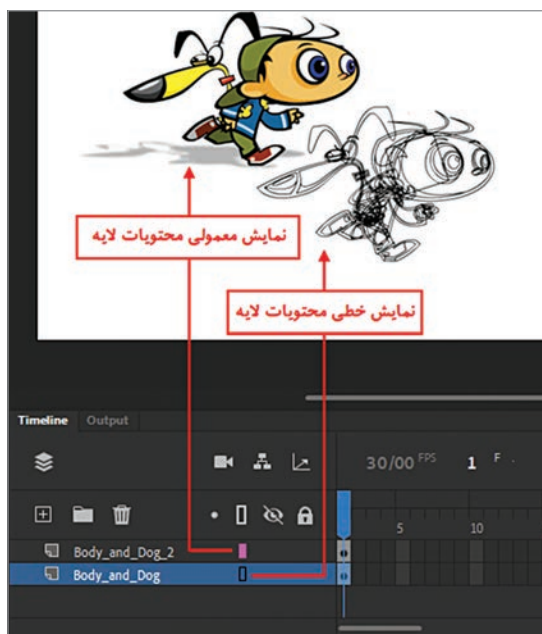 نمایش معمولی محتویات لایه
نمایش خطی محتویات لایه
Timeline Output
30/00 FPS 1 F
5 10
Body_and_Dog_2
Body_and_Dog